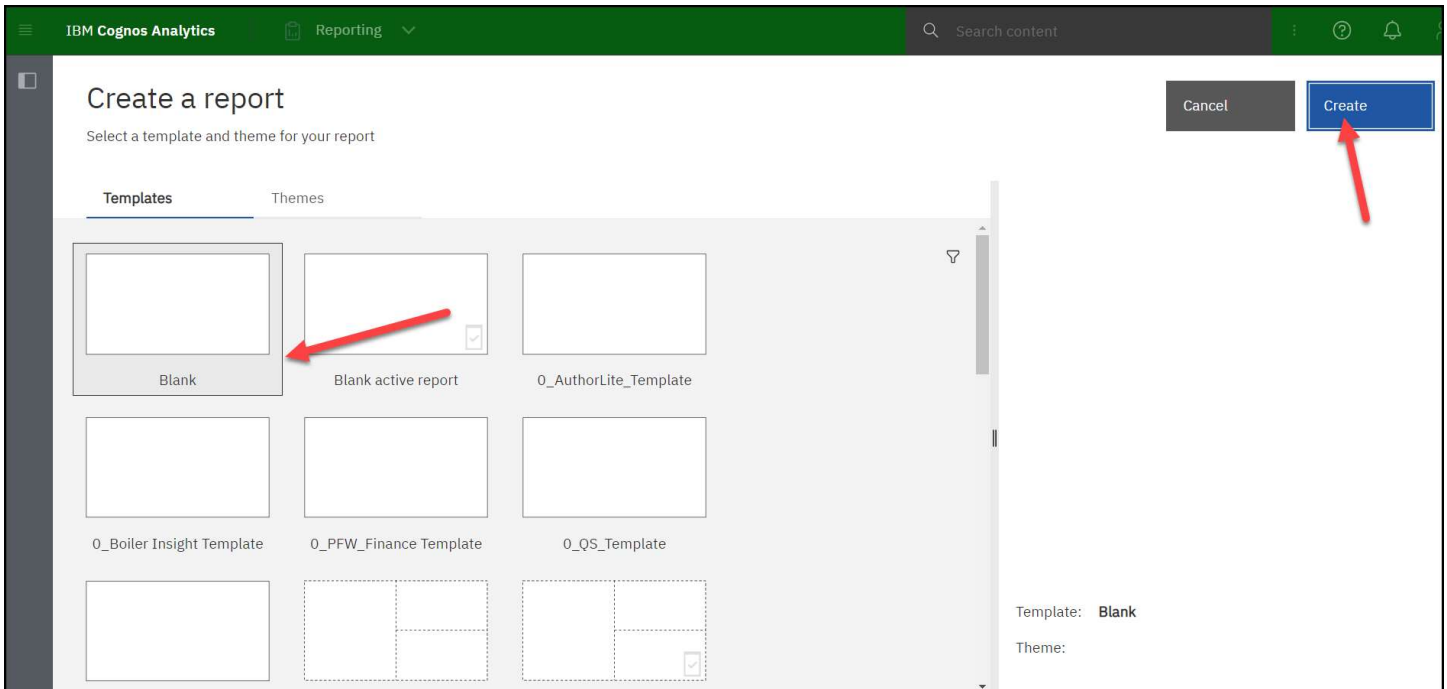 IBM Cognos Analytics
Reporting
Search content
Create a report
Select a template and theme for your report
Cancel
Create
Templates
Themes
Blank
Blank active report
0_AuthorLite_Template
0_Boiler Insight Template
0_PFW_Finance Template
0_QS_Template
Template: Blank
Theme: